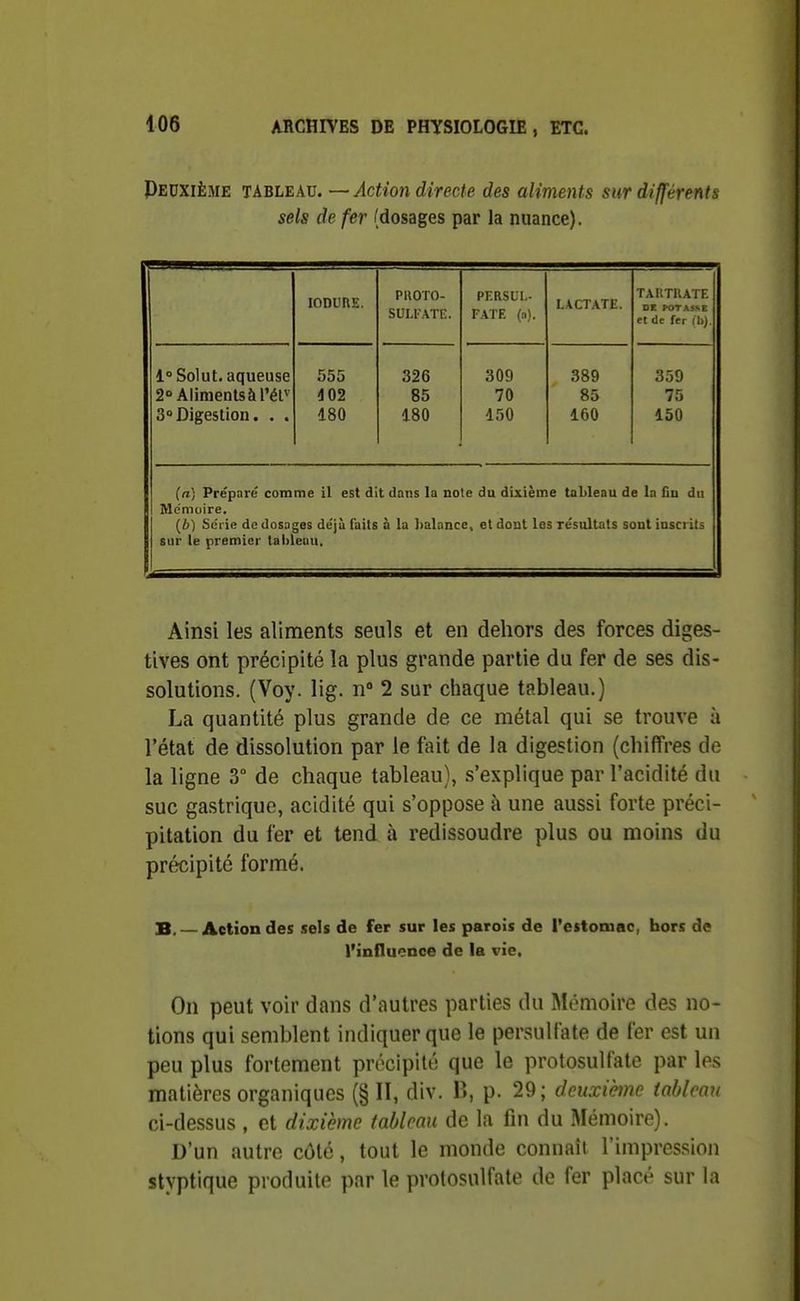 106 ARCHIVES DE PHYSIOLOGIE, ETC.
DEUXIÈME TABLEAU. — Action directe des aliments sur différents
sels de fer (dosages par la nuance).
IODURE. PROTO-SULFATE. PERSUL-FATE (a). LACTATE. TARTRATE DE POTASSE et de fer (b).
1° Solut. aqueuse 555 326 309 389 359
2° Aliments à l'étv 102 85 70 85 75
3° Digestion. . . 180 180 150 160 150
(a) Préparé comme il est dit dans la note du dixième tableau de la fin du
Mémoire.
(b) Série de dosages déjà faits à la balance, et dont les résultats sont inscrits
sur le premier tableau.
Ainsi les aliments seuls et en dehors des forces diges-
tives ont précipité la plus grande partie du fer de ses dis-
solutions. (Voy. lig. n° 2 sur chaque tableau.)
La quantité plus grande de ce métal qui se trouve à
l'état de dissolution par le fait de la digestion (chiffres de
la ligne 3° de chaque tableau), s'explique par l'acidité du
suc gastrique, acidité qui s'oppose à une aussi forte préci-
pitation du fer et tend à redissoudre plus ou moins du
précipité formé.
B. — Action des sels de fer sur les parois de l'estomac, hors de
l'influence de la vie.
On peut voir dans d'autres parties du Mémoire des no-
tions qui semblent indiquer que le persulfate de fer est un
peu plus fortement précipité que le protosulfate par les
matières organiques (§ II, div. B, p. 29; deuxième tableau
ci-dessus, et dixième tableau de la fin du Mémoire).
D'un autre côté, tout le monde connaît l'impression
styptique produite par le protosulfate de fer placé sur la